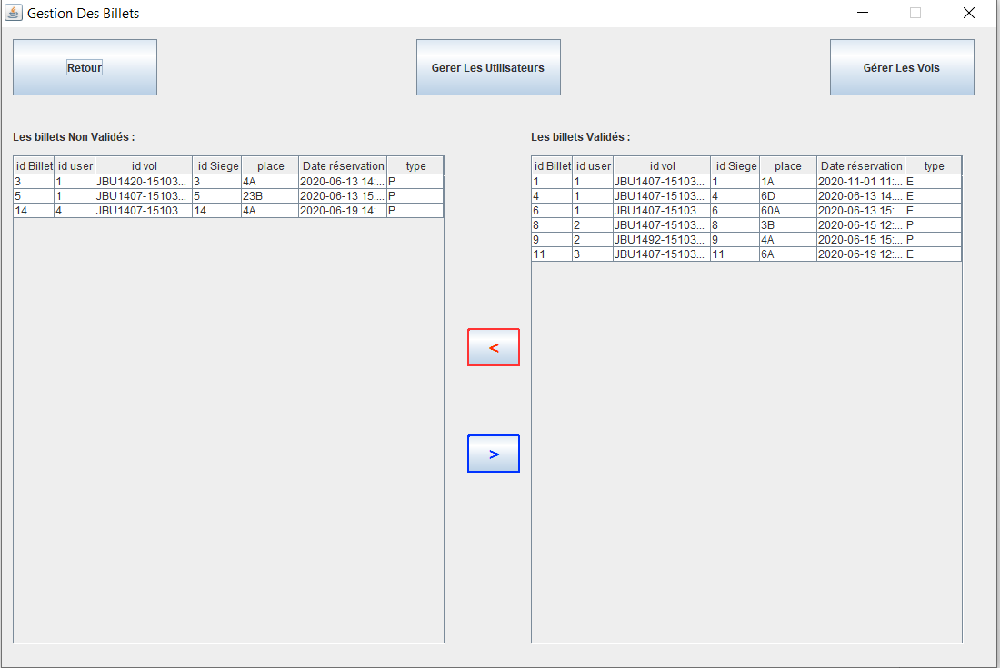 Gestion Des Billets
Retour
Gerer Les Utilisateurs
Gérer Les Vols
Les billets Non Validés :
id Billet id user id vol id Siege place Date réservation type
3 1 JBU1420-15103... 3 4A 2020-06-13 14:... P
5 1 JBU1407-15103... 5 23B 2020-06-13 15:... P
14 4 JBU1407-15103... 14 4A 2020-06-19 14:... P
Les billets Validés :
id Billet id user id vol id Siege place Date réservation type
1 1 JBU1407-15103... 1 1A 2020-11-01 11:... E
4 1 JBU1407-15103... 4 6D 2020-06-13 14:... E
6 1 JBU1407-15103... 6 60A 2020-06-13 15:... E
8 2 JBU1407-15103... 8 3B 2020-06-15 12:... P
9 2 JBU1492-15103... 9 4A 2020-06-15 15:... P
11 3 JBU1407-15103... 11 6A 2020-06-19 12:... E
<
>